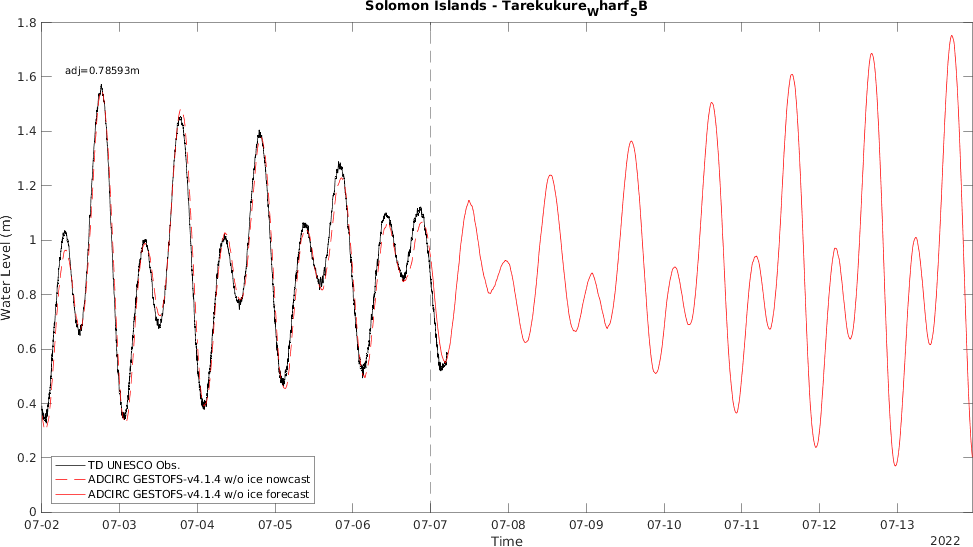 Solomon Islands - TarekukureWharfSB
1.8
adj=0.78593m
1.6
1.4
1.2
1
0.8
0.6
0.4
0.2
0
Water Level (m)
TD UNESCO Obs.
ADCIRC GESTOFS-v4.1.4 w/o ice nowcast
ADCIRC GESTOFS-v4.1.4 w/o ice forecast
07-02 07-03 07-04 07-05 07-06 07-07 07-08 07-09 07-10 07-11 07-12 07-13
Time
2022